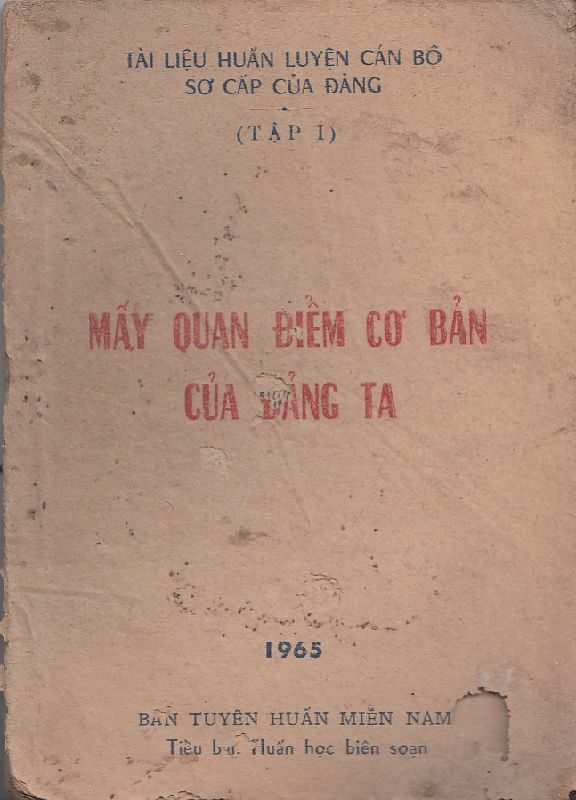 TÀI LIỆU HUẤN LUYỆN CÁN BỘ
SƠ CẤP CỦA ĐẢNG
(TẬP I)
MẤY QUAN ĐIỂM CƠ BẢN
CỦA ĐẢNG TA
1965
BAN TUYÊN HUẤN MIỀN NAM
Tiểu ban Huấn học biên soạn